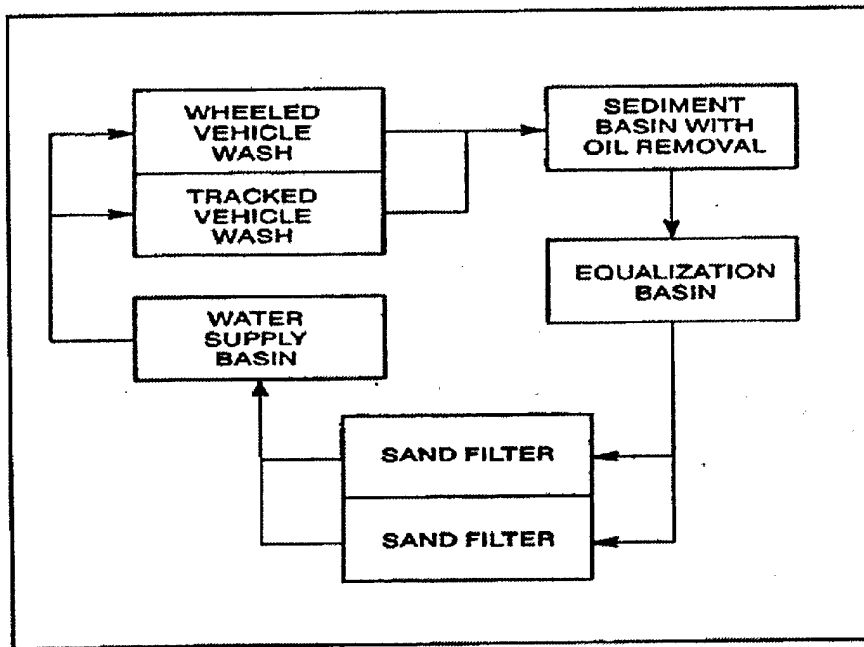 WHEELED
VEHICLE
WASH
TRACKED
VEHICLE
WASH
WATER
SUPPLY
BASIN
SEDIMENT
BASIN WITH
OIL REMOVAL
EQUALIZATION
BASIN
SAND FILTER
SAND FILTER